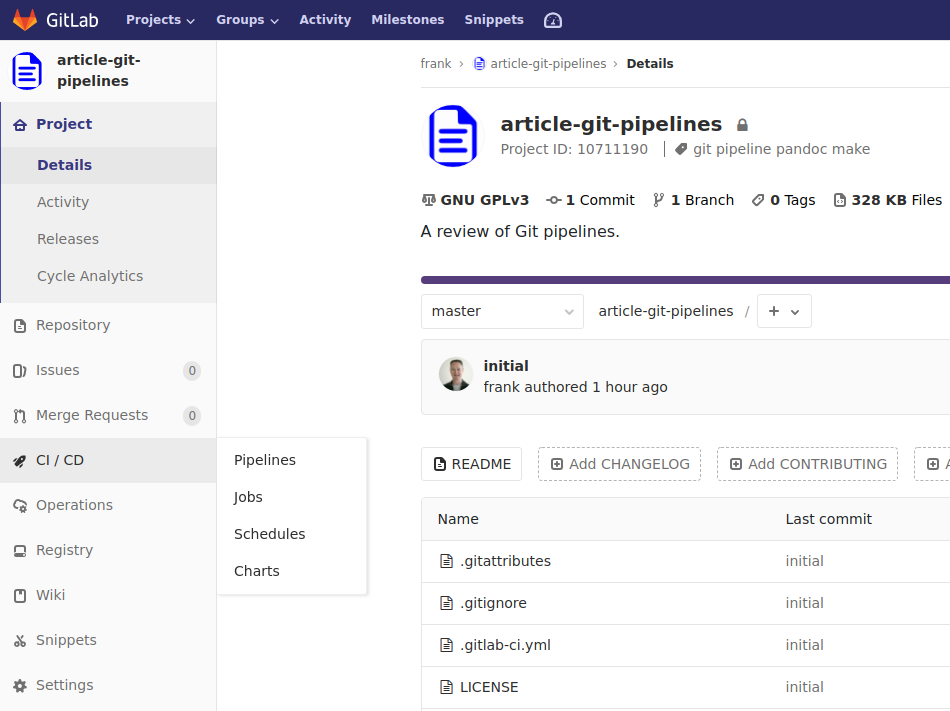 GitLab Projects Groups Activity Milestones Snippets
article-git-
pipelines
Project
Details
Activity
Releases
Cycle Analytics
Repository
Issues 0
Merge Requests 0
CI / CD
Operations
Registry
Wiki
Snippets
Settings
Pipelines
Jobs
Schedules
Charts
frank › article-git-pipelines › Details
article-git-pipelines
Project ID: 10711190 | git pipeline pandoc make
GNU GPLv3 1 Commit 1 Branch 0 Tags 328 KB Files
A review of Git pipelines.
master article-git-pipelines / +
initial
frank authored 1 hour ago
README Add CHANGELOG Add CONTRIBUTING
Name Last commit
.gitattributes initial
.gitignore initial
.gitlab-ci.yml initial
LICENSE initial